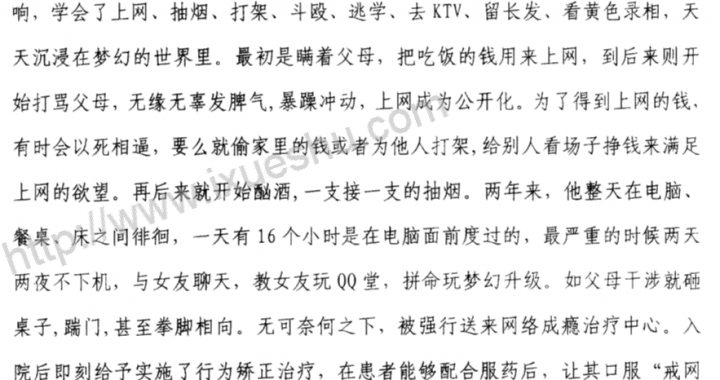 响，学会了上网、抽烟、打架、斗殴、逃学、去KTV、留长发、看黄色录相，天
天沉浸在梦幻的世界里。最初是瞒着父母，把吃饭的钱用来上网，到后来则开
始打骂父母，无缘无辜发脾气,暴躁冲动，上网成为公开化。为了得到上网的钱，
有时会以死相逼，要么就偷家里的钱或者为他人打架,给别人看场子挣钱来满足
上网的欲望。再后来就开始酗酒,一支接一支的抽烟。两年来，他整天在电脑、
餐桌、床之间徘徊，一天有16个小时是在电脑面前度过的，最严重的时候两天
两夜不下机，与女友聊天，教女友玩QQ堂，拼命玩梦幻升级。如父母干涉就砸
桌子,踹门,甚至拳脚相向。无可奈何之下，被强行送来网络成瘾治疗中心。入
院后即刻给予实施了行为矫正治疗，在患者能够配合服药后，让其口服“戒网
http://www.ixueshu.com